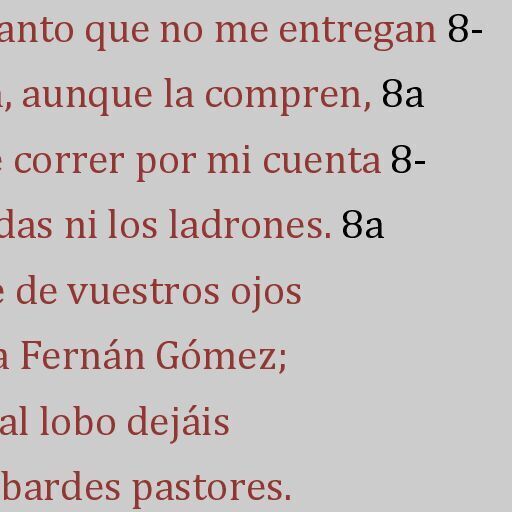 anto que no me entregan 8-
, aunque la compren, 8a
correr por mi cuenta 8-
das ni los ladrones. 8a
de vuestros ojos
a Fernán Gómez;
al lobo dejáis
bardes pastores.